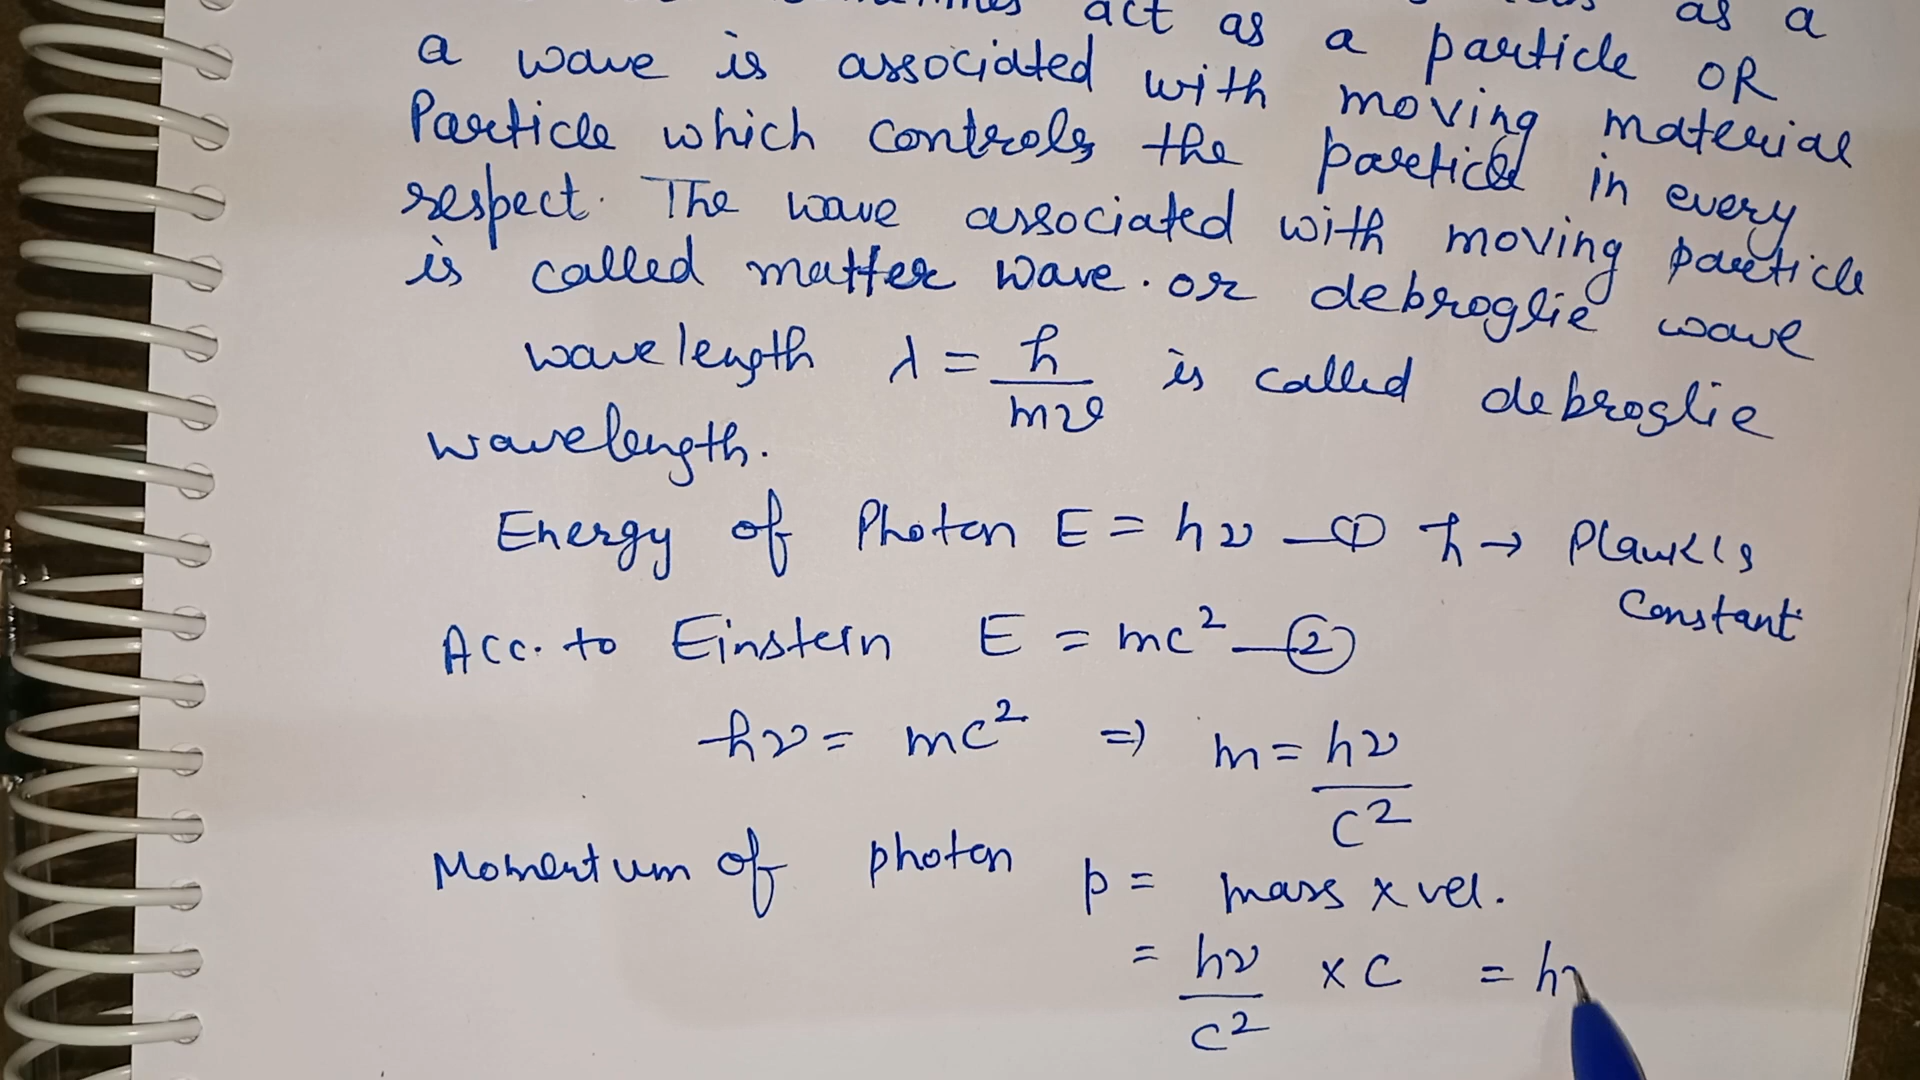 act as a particle OR as a
a wave is associated with moving material
Particle which controls the particle in every
respect. The wave associated with moving particle
is called matter wave. or debroglie wave
wavelength λ = h/mv is called debroglie
wavelength.
Energy of Photon E = hν —① h → Plank's
Constant
Acc. to Einstein E = mc² —②
hν = mc² ⇒ m = hν/c²
Momentum of photon p = mass x vel.
= hν/c² x c = hν